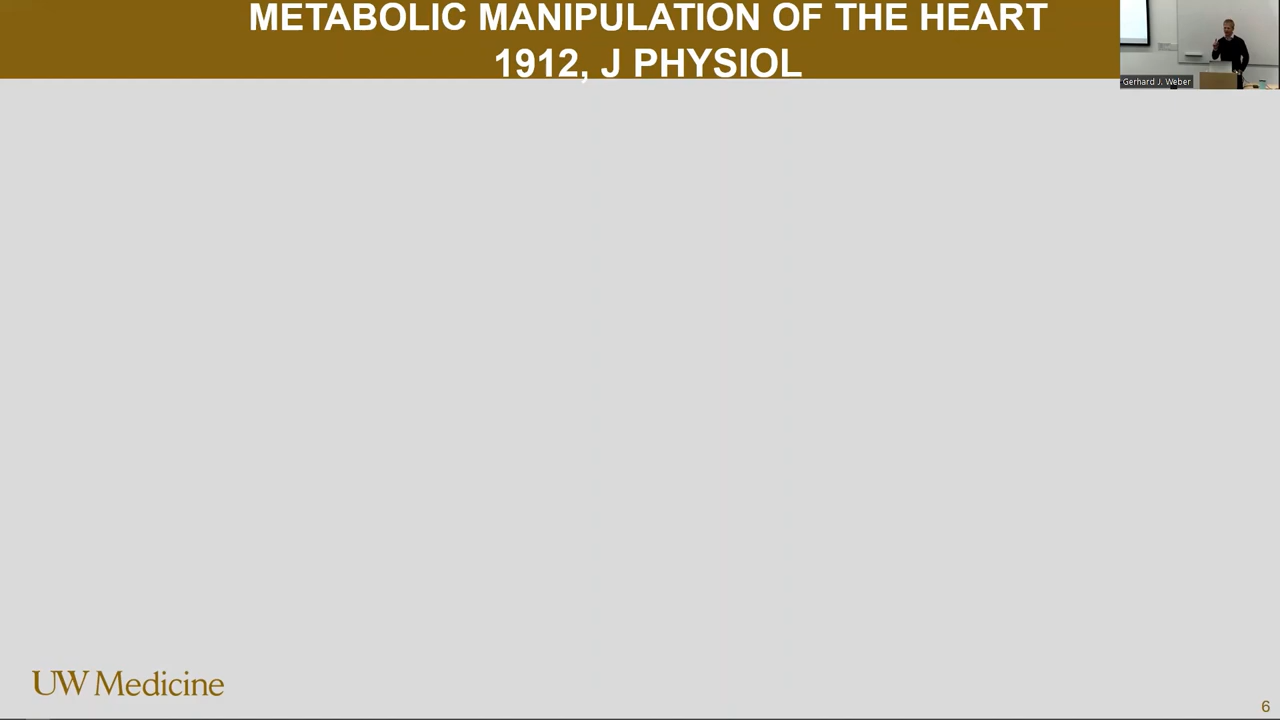 METABOLIC MANIPULATION OF THE HEART
1912, J PHYSIOL
Gerhard J. Weber
UW Medicine
6